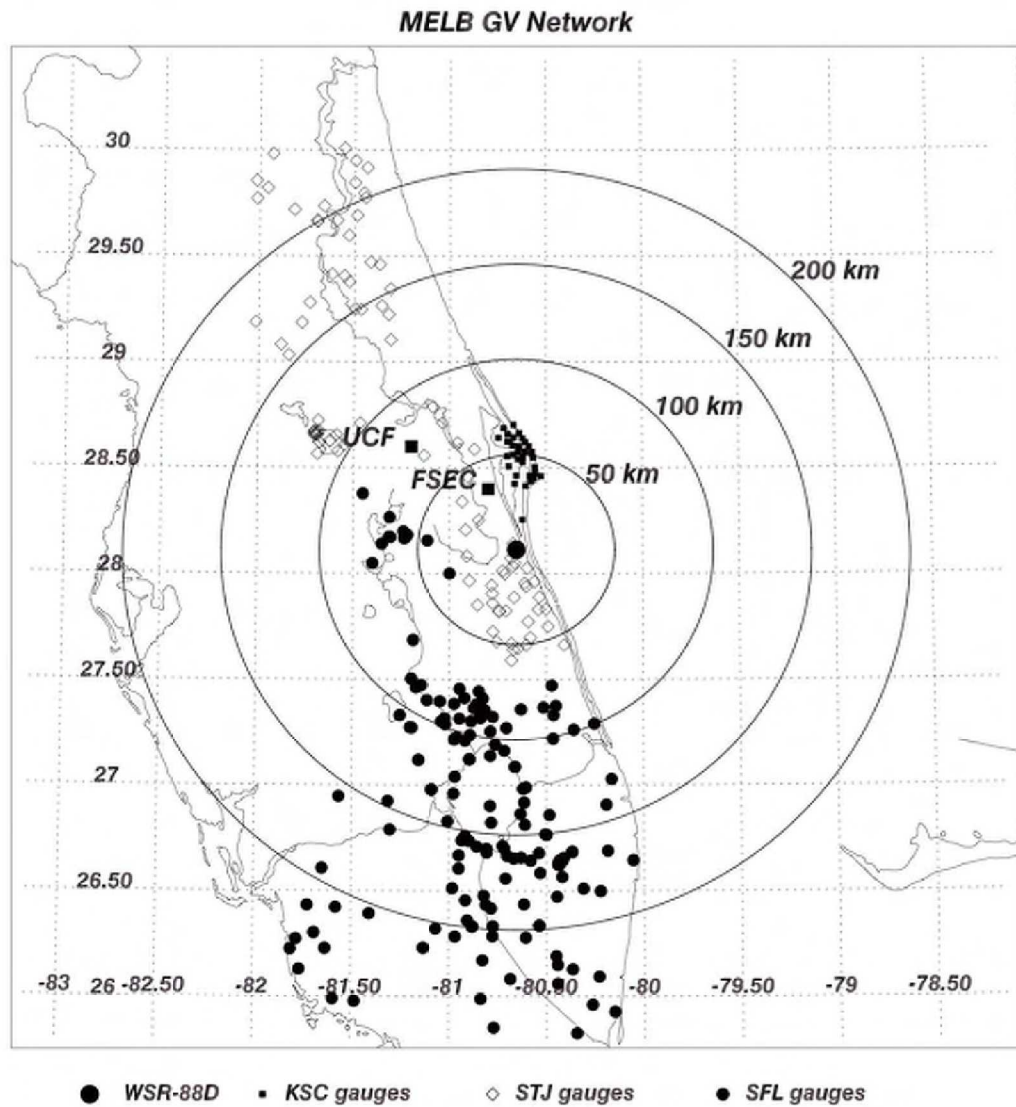 MELB GV Network
30
29.50
200 km
150 km
29
100 km
UCF
28.50
FSEC
50 km
28
27.50
27
26.50
-83 26 -82.50 -82 -81.50 -81 -80.50 -80 -79.50 -79 -78.50
WSR-88D KSC gauges STJ gauges SFL gauges